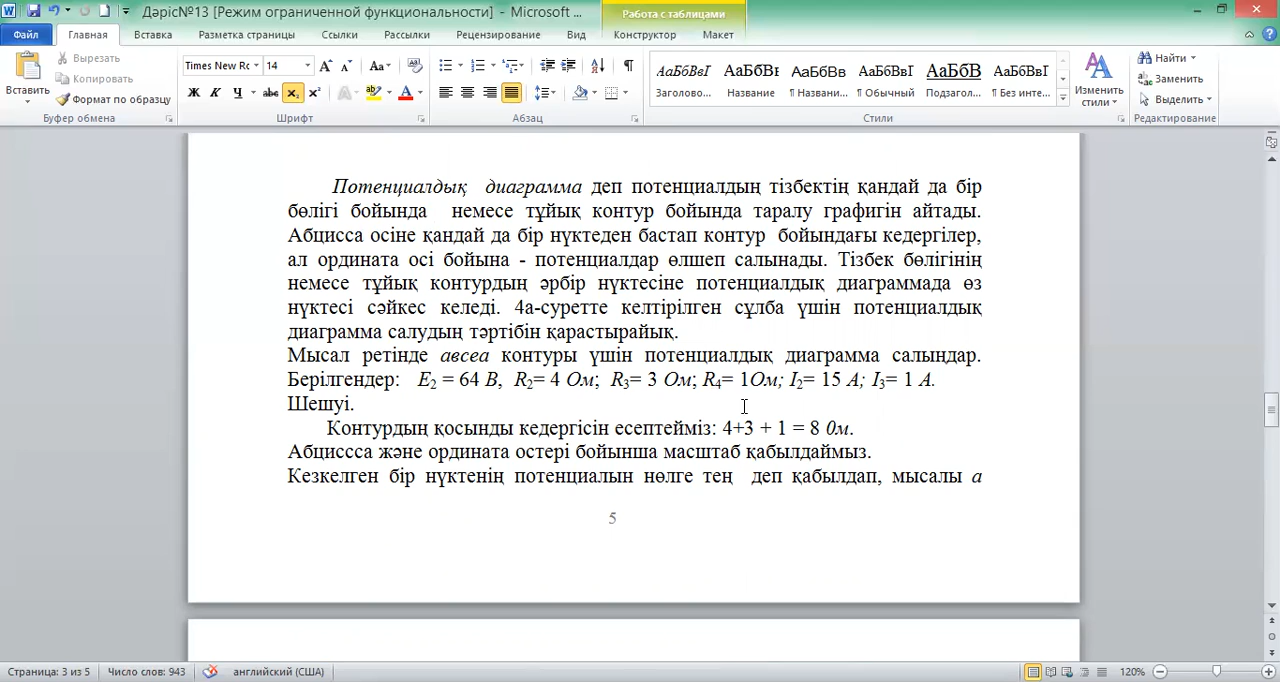 Дәріс№13 [Режим ограниченной функциональности] - Microsoft ...
Работа с таблицами
Файл Главная Вставка Разметка страницы Ссылки Рассылки Рецензирование Вид Конструктор Макет
Вставить
Вырезать
Копировать
Формат по образцу
Буфер обмена
Times New Rc 14
Ж К Ч abc X₂ X²
Шрифт
Абзац
АаБбВвІ АаБбВı АаБбВв АаБбВвІ АаБбВ АаБбВвІ
Заголово... Название ¶ Названи... ¶ Обычный Подзагол... ¶ Без инте...
Стили
Изменить стили
Найти
Заменить
Выделить
Редактирование
Потенциалдық диаграмма деп потенциалдың тізбектің қандай да бір
бөлігі бойында немесе тұйық контур бойында таралу графигін айтады.
Абцисса осіне қандай да бір нүктеден бастап контур бойындағы кедергілер,
ал ордината осі бойына - потенциалдар өлшеп салынады. Тізбек бөлігінің
немесе тұйық контурдың әрбір нүктесіне потенциалдық диаграммада өз
нүктесі сәйкес келеді. 4а-суретте келтірілген сұлба үшін потенциалдық
диаграмма салудың тәртібін қарастырайық.
Мысал ретінде авсеа контуры үшін потенциалдық диаграмма салыңдар.
Берілгендер: E₂ = 64 В, R₂= 4 Ом; R₃= 3 Ом; R₄= 1Ом; I₂= 15 А; I₃= 1 А.
Шешуі.
Контурдың қосынды кедергісін есептейміз: 4+3 + 1 = 8 0м.
Абциссса және ордината остері бойынша масштаб қабылдаймыз.
Кезкелген бір нүктенің потенциалын нөлге тең деп қабылдап, мысалы а
5
Страница: 3 из 5 Число слов: 943 английский (США) 120%